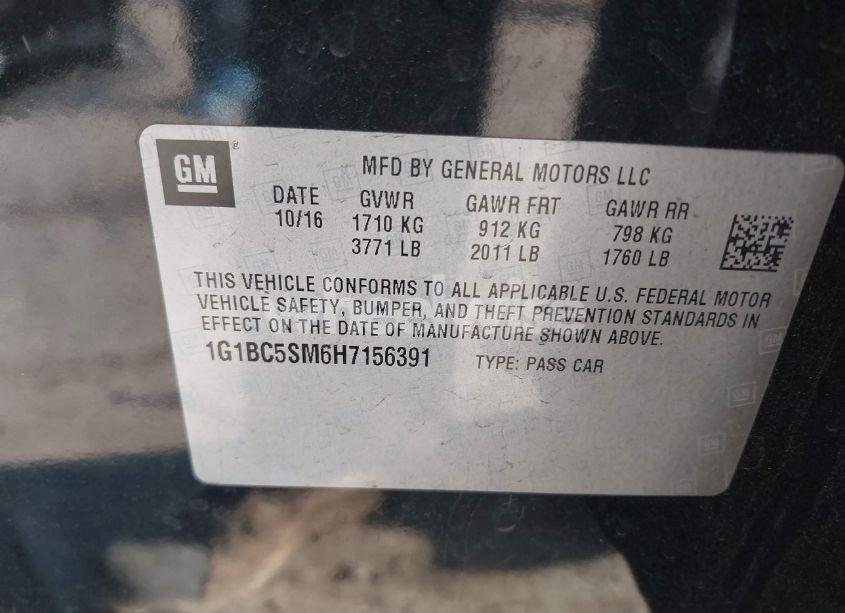 GM
MFD BY GENERAL MOTORS LLC
DATE GVWR GAWR FRT GAWR RR
10/16 1710 KG 912 KG 798 KG
3771 LB 2011 LB 1760 LB
THIS VEHICLE CONFORMS TO ALL APPLICABLE U.S. FEDERAL MOTOR
VEHICLE SAFETY, BUMPER, AND THEFT PREVENTION STANDARDS IN
EFFECT ON THE DATE OF MANUFACTURE SHOWN ABOVE.
1G1BC5SM6H7156391 TYPE: PASS CAR